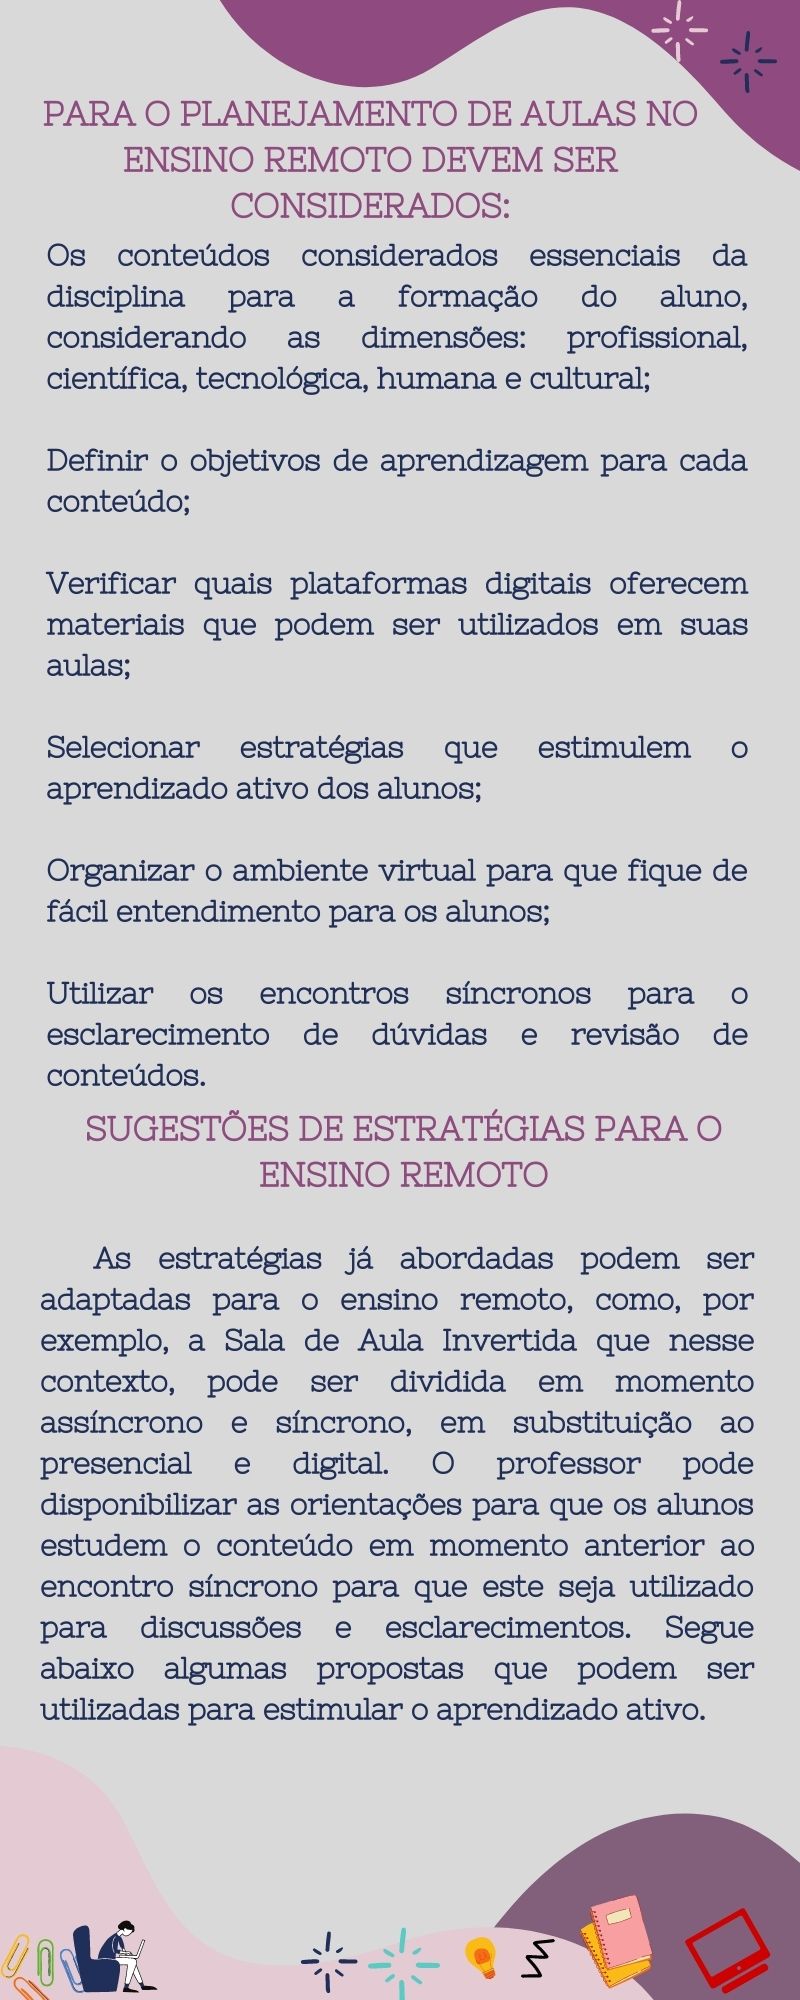 PARA O PLANEJAMENTO DE AULAS NO
ENSINO REMOTO DEVEM SER
CONSIDERADOS:
Os conteúdos considerados essenciais da
disciplina para a formação do aluno,
considerando as dimensões: profissional,
científica, tecnológica, humana e cultural;
Definir o objetivos de aprendizagem para cada
conteúdo;
Verificar quais plataformas digitais oferecem
materiais que podem ser utilizados em suas
aulas;
Selecionar estratégias que estimulem o
aprendizado ativo dos alunos;
Organizar o ambiente virtual para que fique de
fácil entendimento para os alunos;
Utilizar os encontros síncronos para o
esclarecimento de dúvidas e revisão de
conteúdos.
SUGESTÕES DE ESTRATÉGIAS PARA O
ENSINO REMOTO
As estratégias já abordadas podem ser
adaptadas para o ensino remoto, como, por
exemplo, a Sala de Aula Invertida que nesse
contexto, pode ser dividida em momento
assíncrono e síncrono, em substituição ao
presencial e digital. O professor pode
disponibilizar as orientações para que os alunos
estudem o conteúdo em momento anterior ao
encontro síncrono para que este seja utilizado
para discussões e esclarecimentos. Segue
abaixo algumas propostas que podem ser
utilizadas para estimular o aprendizado ativo.